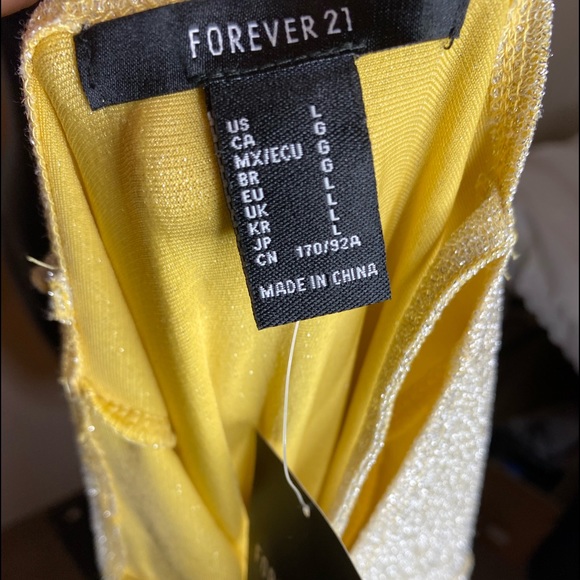 FOREVER 21
US L
CA G
MX/ECU G
BR G
EU L
UK L
KR L
JP L
CN 170/92A
MADE IN CHINA